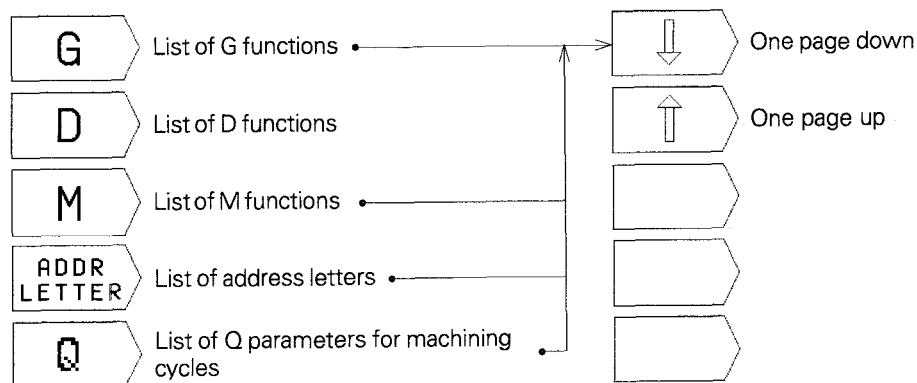 G
List of G functions
One page down
D
List of D functions
One page up
M
List of M functions
ADDR
LETTER
List of address letters
Q
List of Q parameters for machining
cycles